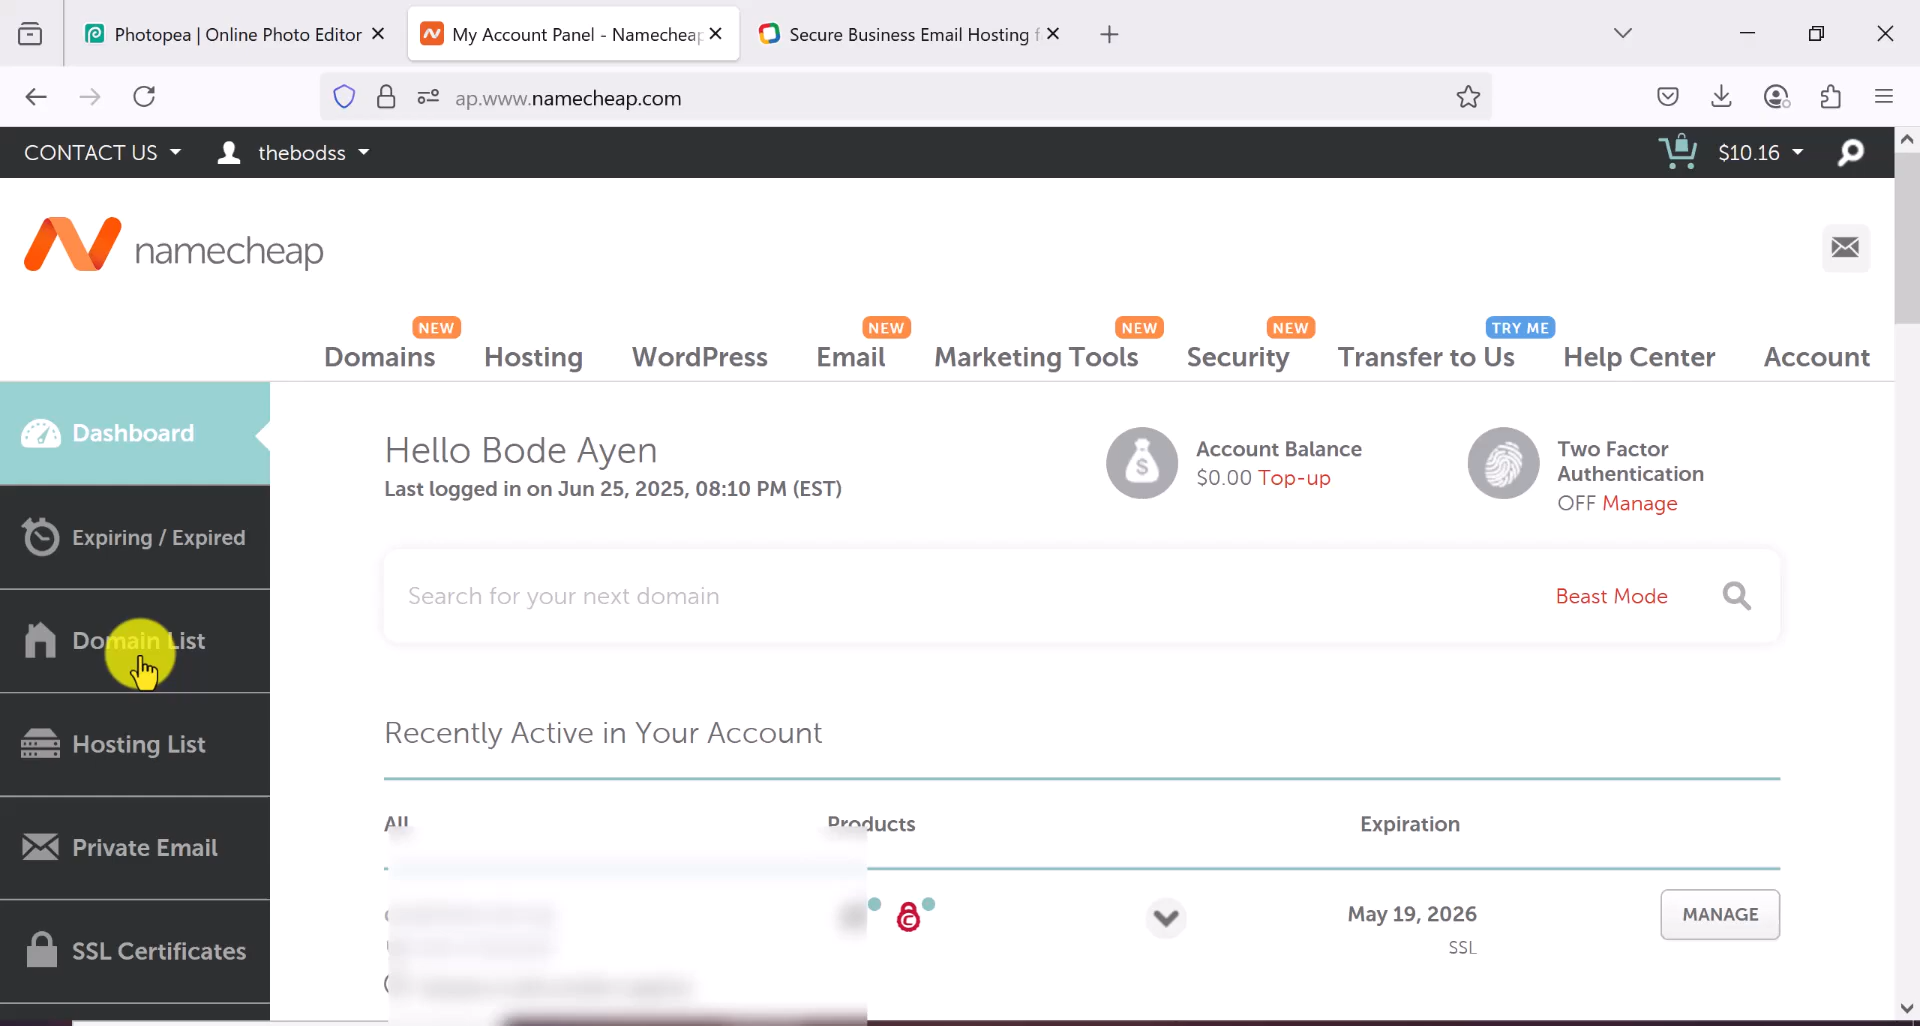 Photopea | Online Photo Editor
My Account Panel - Namecheap
Secure Business Email Hosting f
ap.www.namecheap.com
CONTACT US
thebodss
$10.16
namecheap
NEW
NEW
NEW
NEW
TRY ME
Domains
Hosting
WordPress
Email
Marketing Tools
Security
Transfer to Us
Help Center
Account
Dashboard
Expiring / Expired
Domain List
Hosting List
Private Email
SSL Certificates
Hello Bode Ayen
Last logged in on Jun 25, 2025, 08:10 PM (EST)
Account Balance
$0.00 Top-up
Two Factor
Authentication
OFF Manage
Search for your next domain
Beast Mode
Recently Active in Your Account
All
Products
Expiration
May 19, 2026
SSL
MANAGE